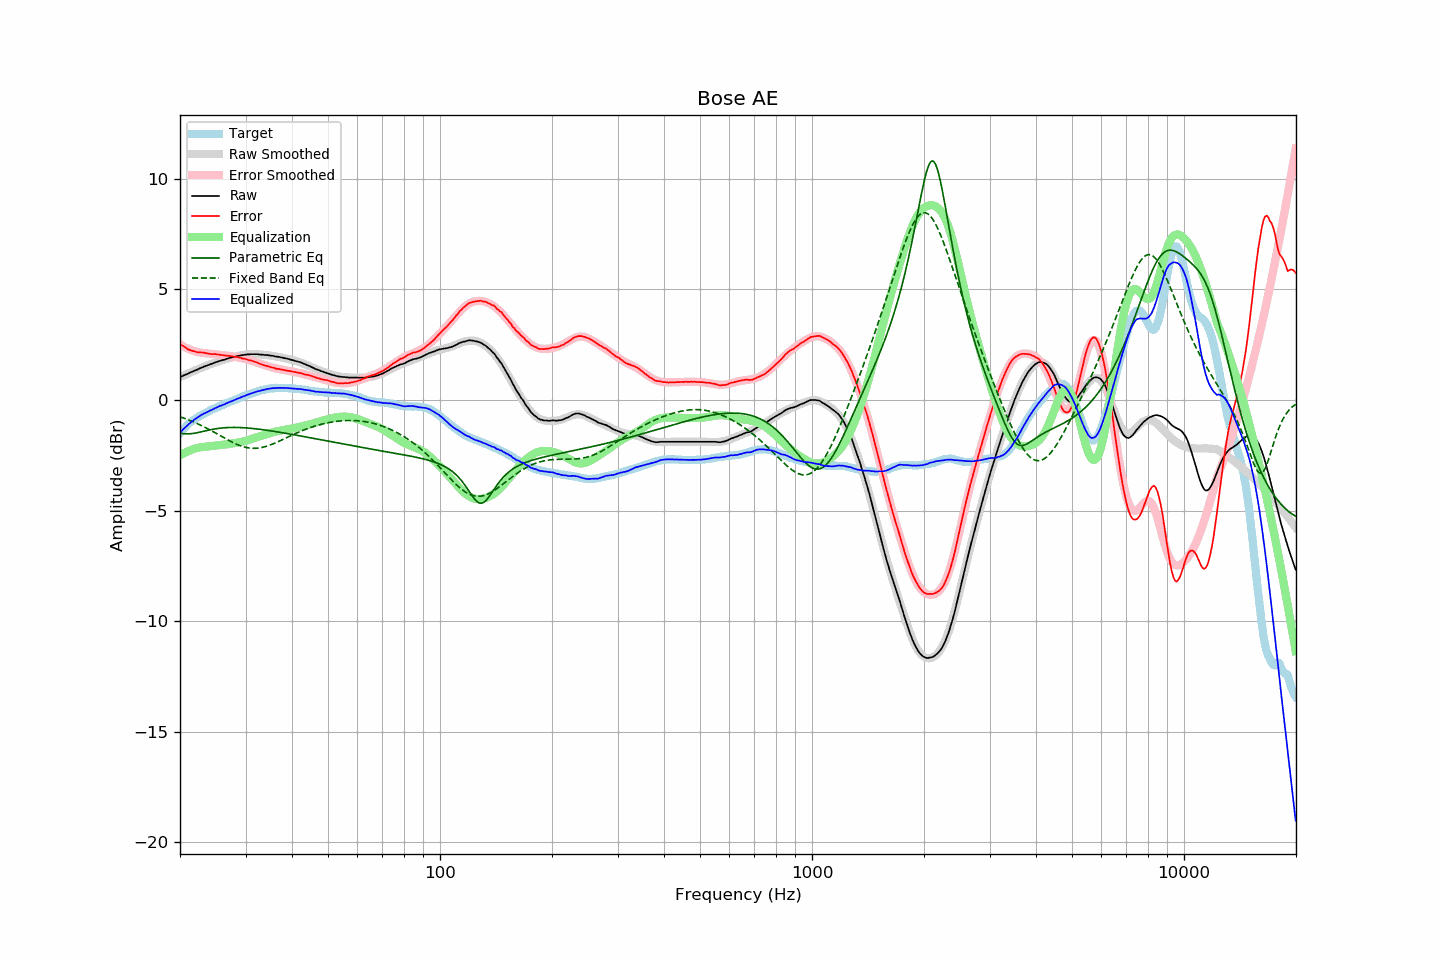 Bose AE
Target
Raw Smoothed
Error Smoothed
Raw
Error
Equalization
Parametric Eq
Fixed Band Eq
Equalized
10
5
0
−5
−10
−15
−20
Amplitude (dBr)
100 1000 10000
Frequency (Hz)